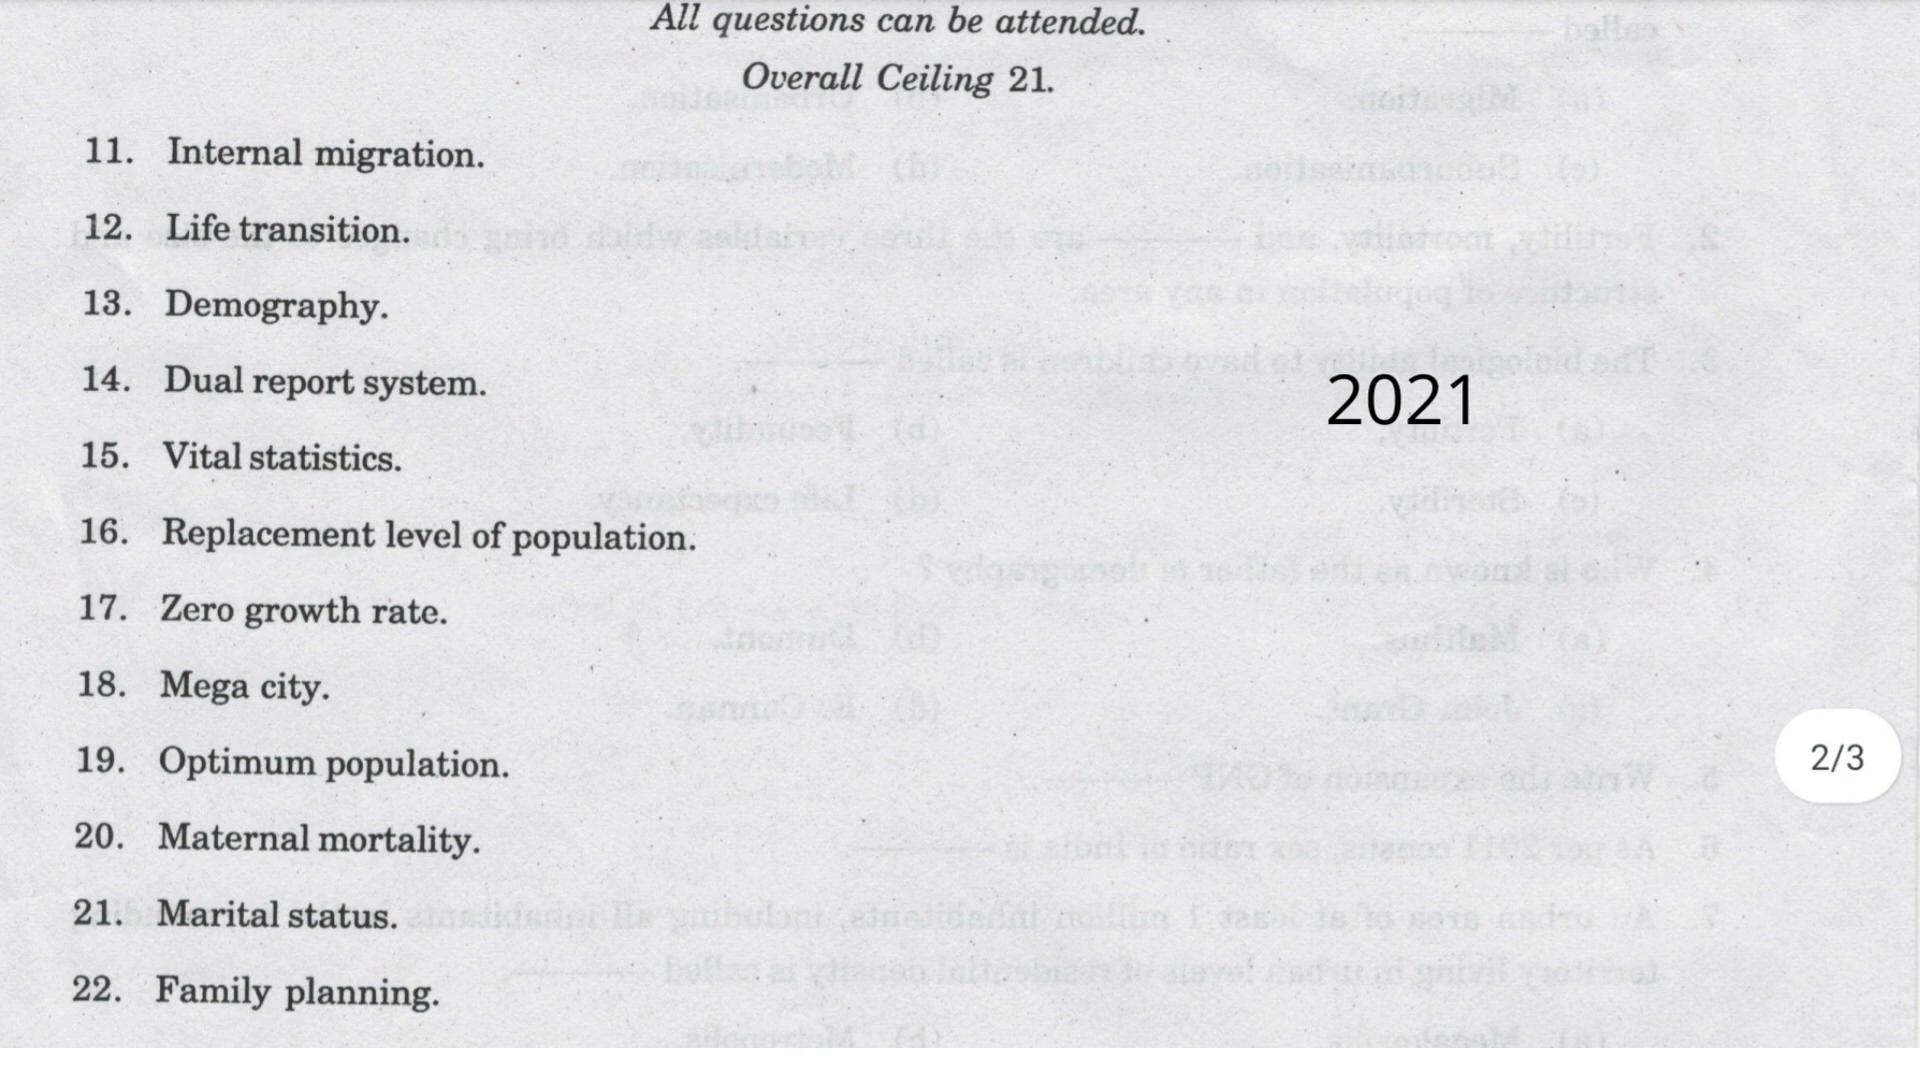 All questions can be attended.
Overall Ceiling 21.
11. Internal migration.
12. Life transition.
13. Demography.
14. Dual report system.
2021
15. Vital statistics.
16. Replacement level of population.
17. Zero growth rate.
18. Mega city.
19. Optimum population.
2/3
20. Maternal mortality.
21. Marital status.
22. Family planning.